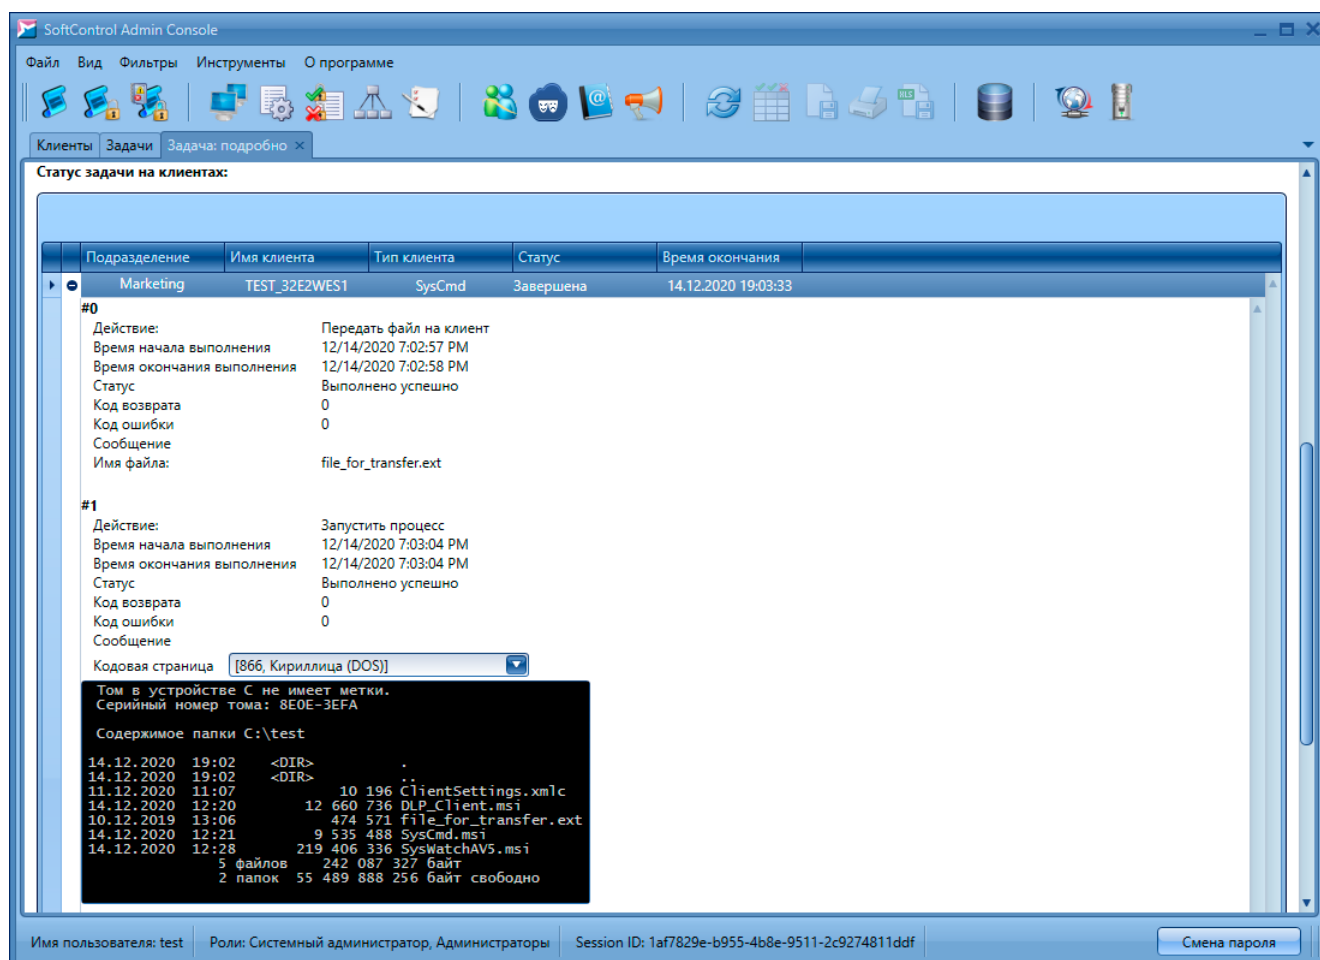 SoftControl Admin Console
Файл Вид Фильтры Инструменты О программе
Клиенты Задачи Задача: подробно ×
Статус задачи на клиентах:
Подразделение Имя клиента Тип клиента Статус Время окончания
Marketing TEST_32E2WES1 SysCmd Завершена 14.12.2020 19:03:33
#0
Действие: Передать файл на клиент
Время начала выполнения 12/14/2020 7:02:57 PM
Время окончания выполнения 12/14/2020 7:02:58 PM
Статус Выполнено успешно
Код возврата 0
Код ошибки 0
Сообщение
Имя файла: file_for_transfer.ext
#1
Действие: Запустить процесс
Время начала выполнения 12/14/2020 7:03:04 PM
Время окончания выполнения 12/14/2020 7:03:04 PM
Статус Выполнено успешно
Код возврата 0
Код ошибки 0
Сообщение
Кодовая страница [866, Кириллица (DOS)]
Том в устройстве C не имеет метки.
Серийный номер тома: 8E0E-3EFA
Содержимое папки C:\test
14.12.2020 19:02 <DIR> .
14.12.2020 19:02 <DIR> ..
11.12.2020 11:07 10 196 ClientSettings.xmlc
14.12.2020 12:20 12 660 736 DLP_Client.msi
10.12.2019 13:06 474 571 file_for_transfer.ext
14.12.2020 12:21 9 535 488 SysCmd.msi
14.12.2020 12:28 219 406 336 SysWatchAV5.msi
5 файлов 242 087 327 байт
2 папок 55 489 888 256 байт свободно
Имя пользователя: test Роли: Системный администратор, Администраторы Session ID: 1af7829e-b955-4b8e-9511-2c9274811ddf Смена пароля